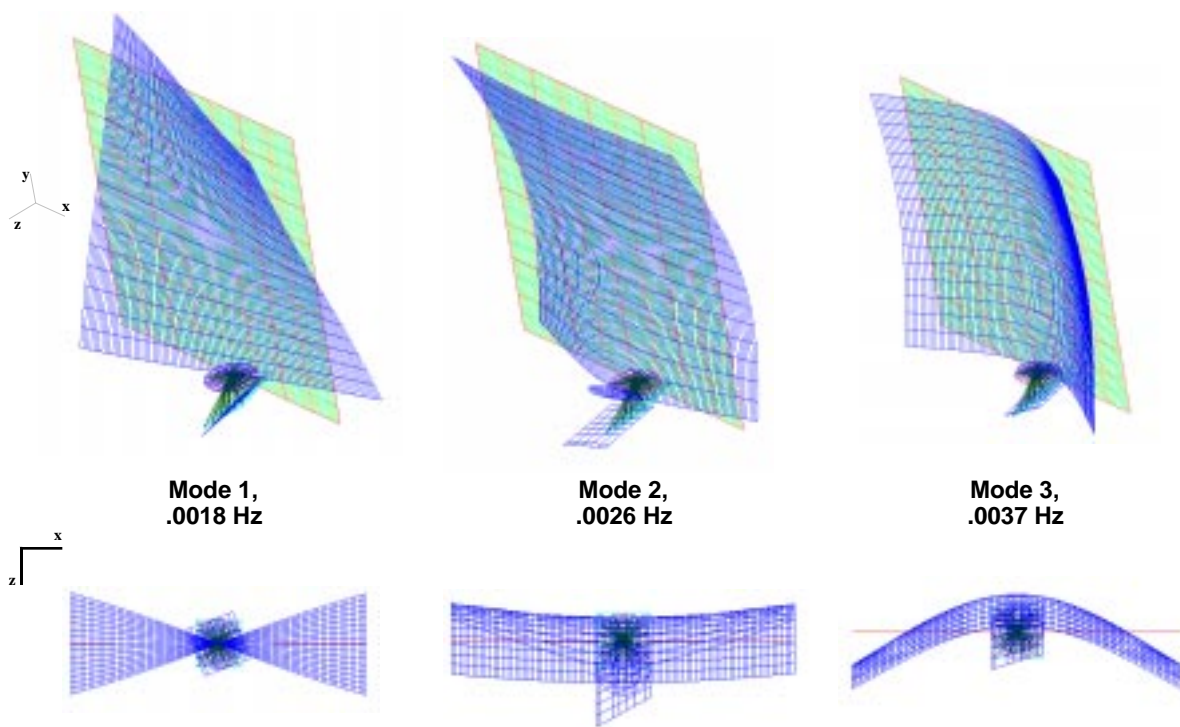 y
x
z
Mode 1,
.0018 Hz
Mode 2,
.0026 Hz
Mode 3,
.0037 Hz
x
z